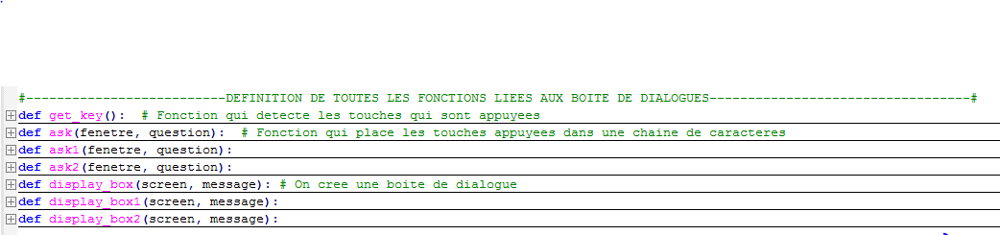 #--------------------------DEFINITION DE TOUTES LES FONCTIONS LIEES AUX BOITE DE DIALOGUES----------------------------------#
def get_key():  # Fonction qui detecte les touches qui sont appuyees
def ask(fenetre, question):  # Fonction qui place les touches appuyees dans une chaine de caracteres
def ask1(fenetre, question):
def ask2(fenetre, question):
def display_box(screen, message): # On cree une boite de dialogue
def display_box1(screen, message):
def display_box2(screen, message):